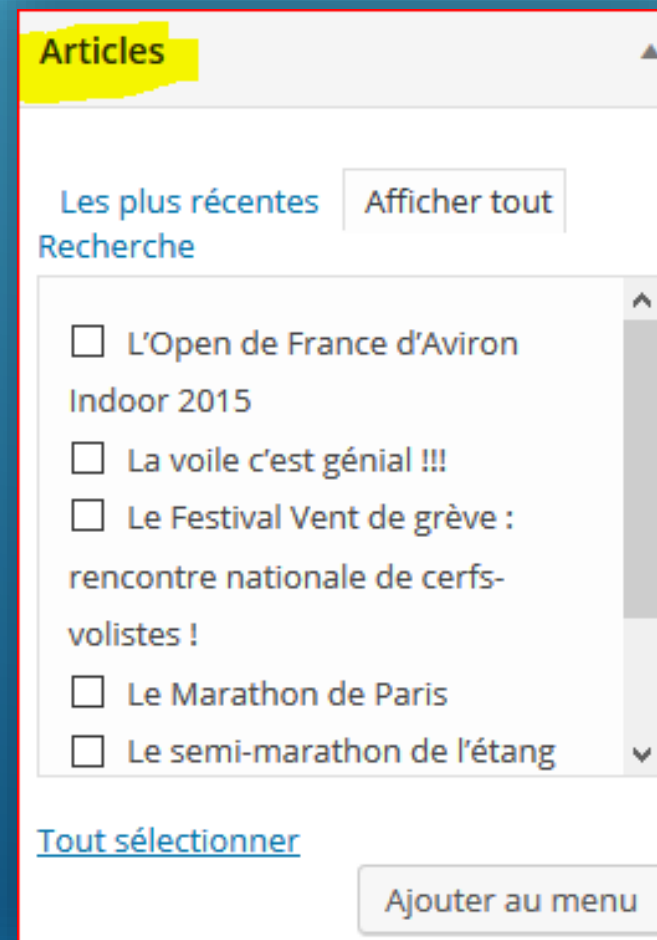 Articles
Les plus récentes Afficher tout
Recherche
L'Open de France d'Aviron
Indoor 2015
La voile c'est génial !!!
Le Festival Vent de grève :
rencontre nationale de cerfs-
volistes !
Le Marathon de Paris
Le semi-marathon de l'étang
Tout sélectionner
Ajouter au menu